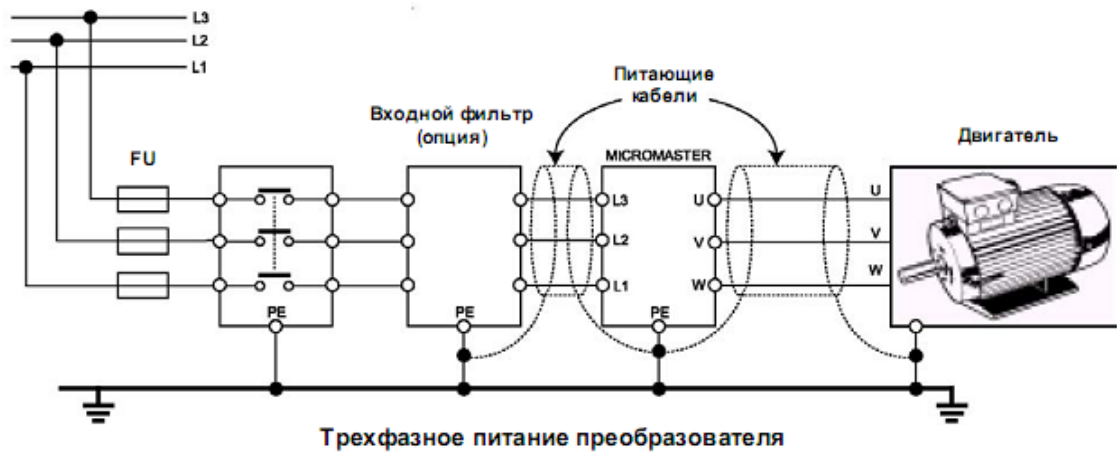 L3
L2
L1
Питающие
кабели
Входной фильтр
(опция)
Двигатель
FU
MICROMASTER
L3
U
U
L2
V
V
L1
W
W
PE
PE
PE
Трехфазное питание преобразователя